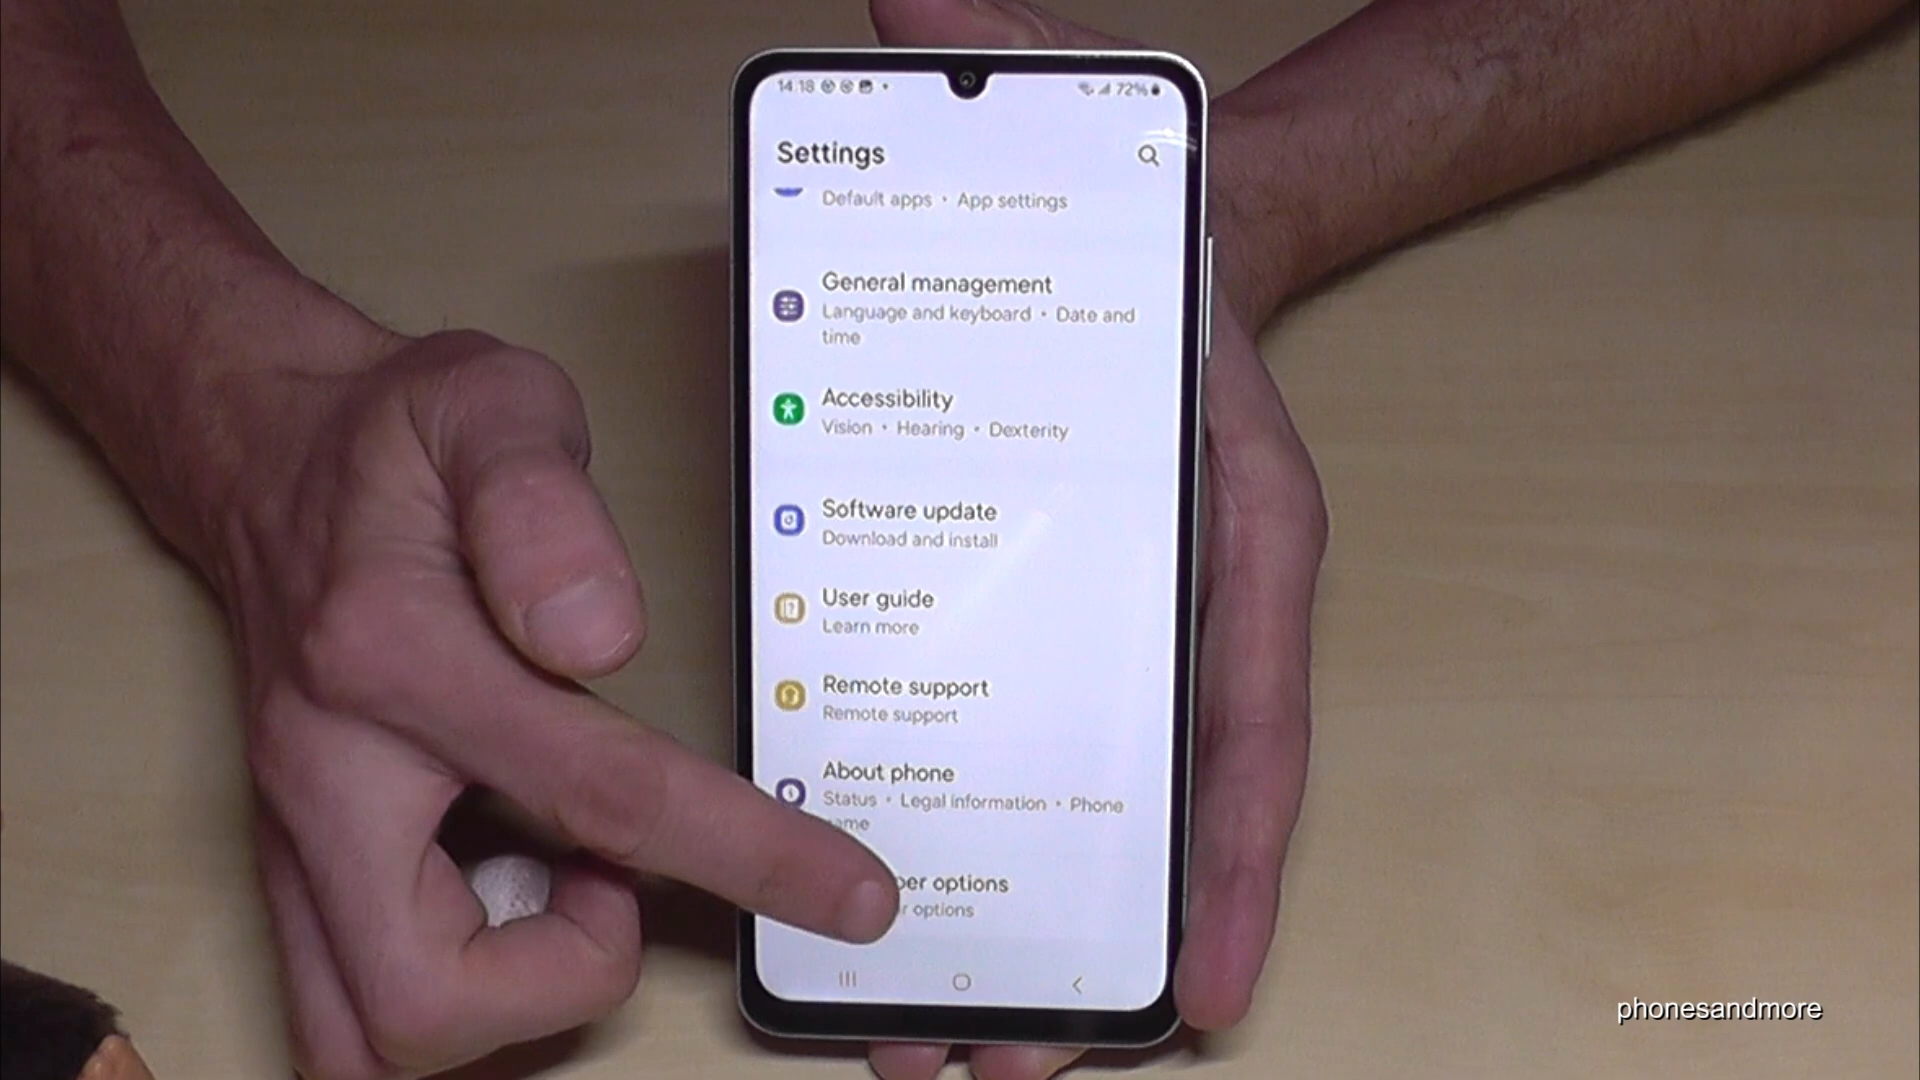 14:18
72%
Settings
Default apps • App settings
General management
Language and keyboard • Date and
time
Accessibility
Vision • Hearing • Dexterity
Software update
Download and install
User guide
Learn more
Remote support
Remote support
About phone
Status • Legal information • Phone
options
options
phonesandmore